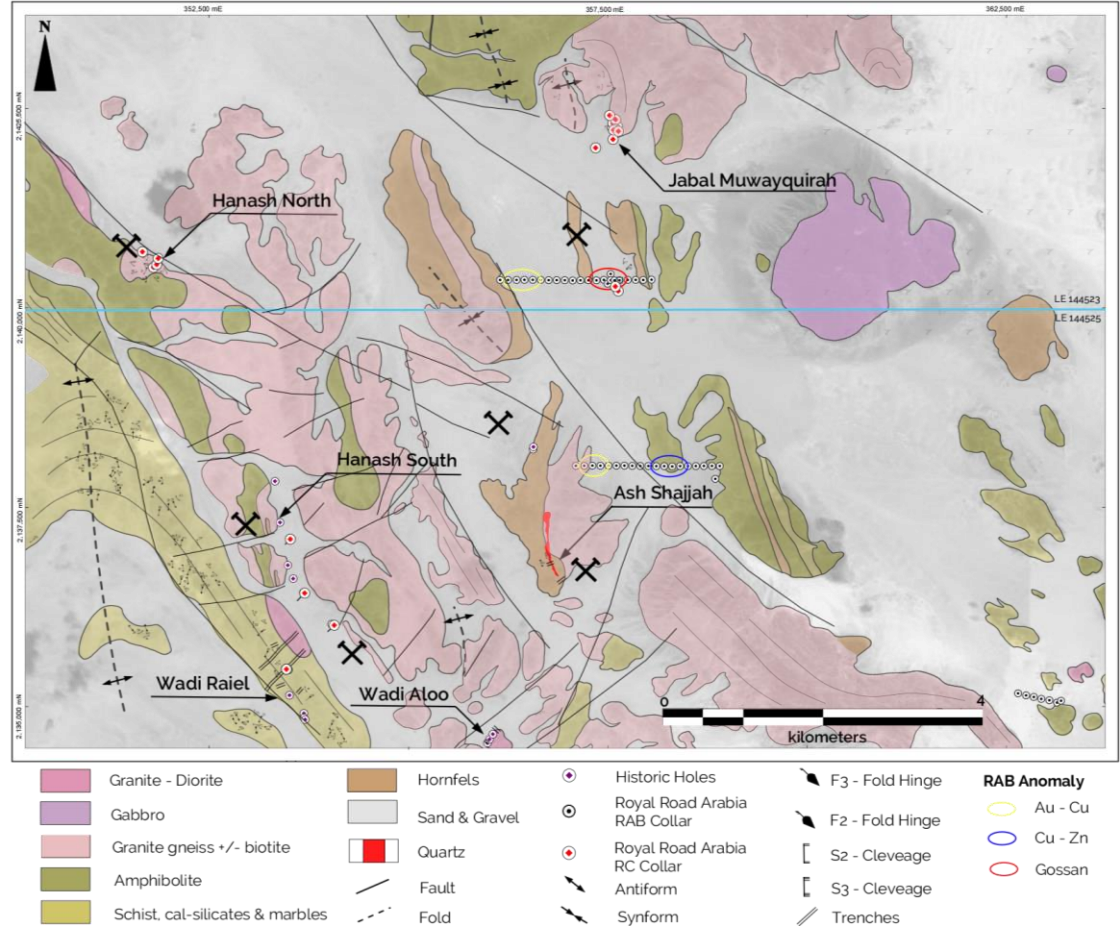 352,500 mE
357,500 mE
362,500 mE
N
Jabal Muwayquirah
Hanash North
LE 144523
LE 144525
2,140,000 mN
Hanash South
Ash Shajjah
2,137,500 mN
Wadi Raiel
Wadi Aloo
2,135,000 mN
0
4
kilometers
Granite - Diorite
Gabbro
Granite gneiss +/- biotite
Amphibolite
Schist, cal-silicates & marbles
Hornfels
Sand & Gravel
Quartz
Fault
Fold
Historic Holes
Royal Road Arabia
RAB Collar
Royal Road Arabia
RC Collar
Antiform
Synform
F3 - Fold Hinge
F2 - Fold Hinge
S2 - Cleveage
S3 - Cleveage
Trenches
RAB Anomaly
Au - Cu
Cu - Zn
Gossan